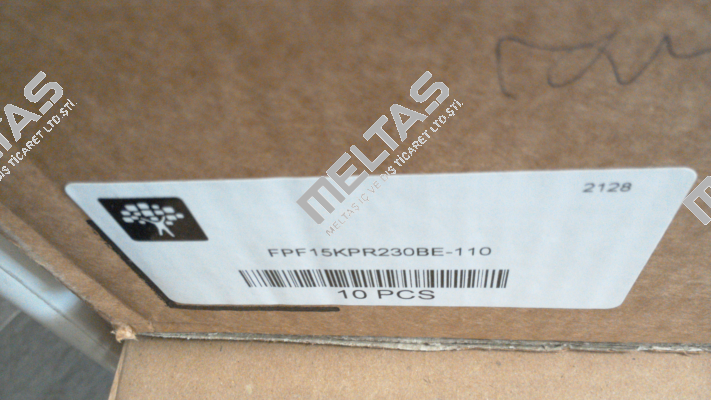 2128
FPF15KPR230BE-110
10 PCS
MELTAS
MELTAS İÇ VE DIŞ TİCARET LTD.ŞTİ.